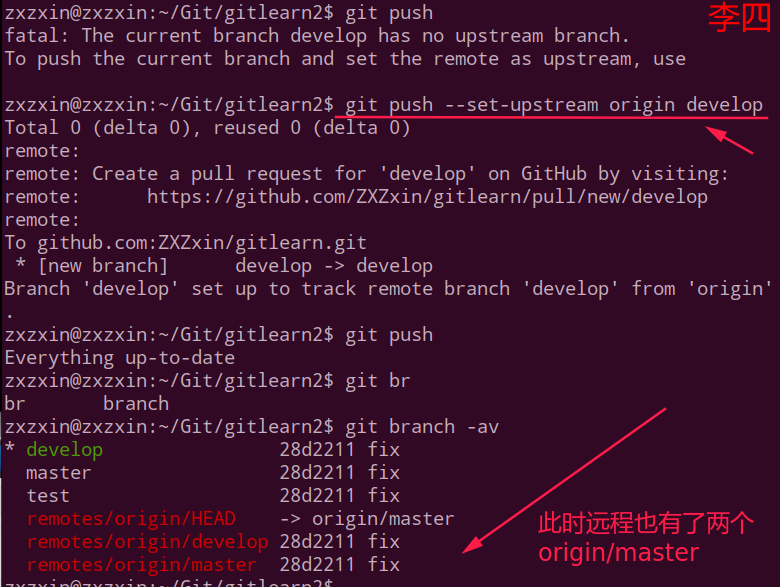 zxzxin@zxzxin:~/Git/gitlearn2$ git push
李四
fatal: The current branch develop has no upstream branch.
To push the current branch and set the remote as upstream, use
zxzxin@zxzxin:~/Git/gitlearn2$ git push --set-upstream origin develop
Total 0 (delta 0), reused 0 (delta 0)
remote:
remote: Create a pull request for 'develop' on GitHub by visiting:
remote:      https://github.com/ZXZxin/gitlearn/pull/new/develop
remote:
To github.com:ZXZxin/gitlearn.git
 * [new branch]      develop -> develop
Branch 'develop' set up to track remote branch 'develop' from 'origin'
.
zxzxin@zxzxin:~/Git/gitlearn2$ git push
Everything up-to-date
zxzxin@zxzxin:~/Git/gitlearn2$ git br
br       branch
zxzxin@zxzxin:~/Git/gitlearn2$ git branch -av
* develop                28d2211 fix
  master                 28d2211 fix
  test                   28d2211 fix
  remotes/origin/HEAD    -> origin/master
  remotes/origin/develop 28d2211 fix
  remotes/origin/master  28d2211 fix
此时远程也有了两个
origin/master
zxzxin@zxzxin:~/Git/gitlearn2$